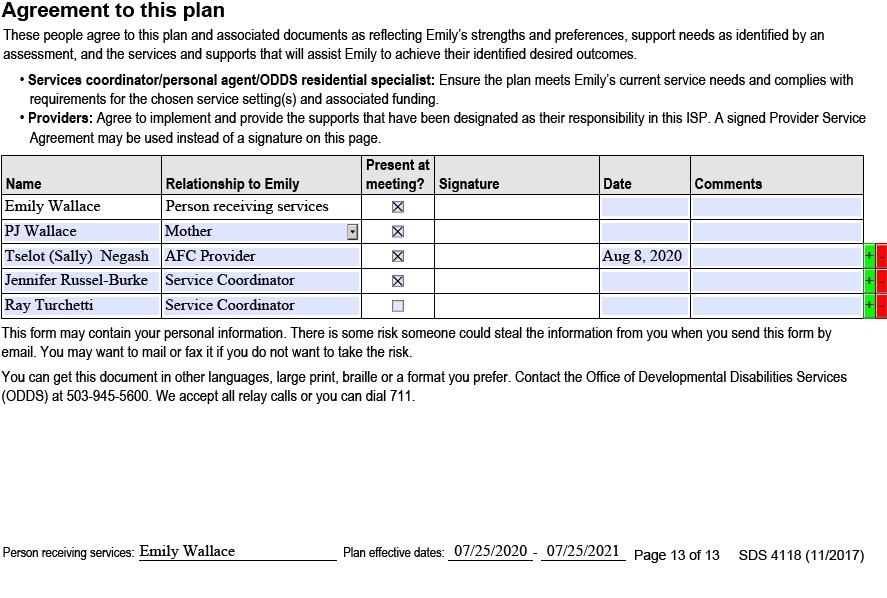 Agreement to this plan
These people agree to this plan and associated documents as reflecting Emily's strengths and preferences, support needs as identified by an
assessment, and the services and supports that will assist Emily to achieve their identified desired outcomes.
• Services coordinator/personal agent/ODDS residential specialist: Ensure the plan meets Emily's current service needs and complies with
requirements for the chosen service setting(s) and associated funding.
• Providers: Agree to implement and provide the supports that have been designated as their responsibility in this ISP. A signed Provider Service
Agreement may be used instead of a signature on this page.
Name Relationship to Emily Present at meeting? Signature Date Comments
Emily Wallace Person receiving services
PJ Wallace Mother
Tselot (Sally) Negash AFC Provider Aug 8, 2020 + -
Jennifer Russel-Burke Service Coordinator + -
Ray Turchetti Service Coordinator + -
This form may contain your personal information. There is some risk someone could steal the information from you when you send this form by
email. You may want to mail or fax it if you do not want to take the risk.
You can get this document in other languages, large print, braille or a format you prefer. Contact the Office of Developmental Disabilities Services
(ODDS) at 503-945-5600. We accept all relay calls or you can dial 711.
Person receiving services: Emily Wallace Plan effective dates: 07/25/2020 - 07/25/2021 Page 13 of 13 SDS 4118 (11/2017)